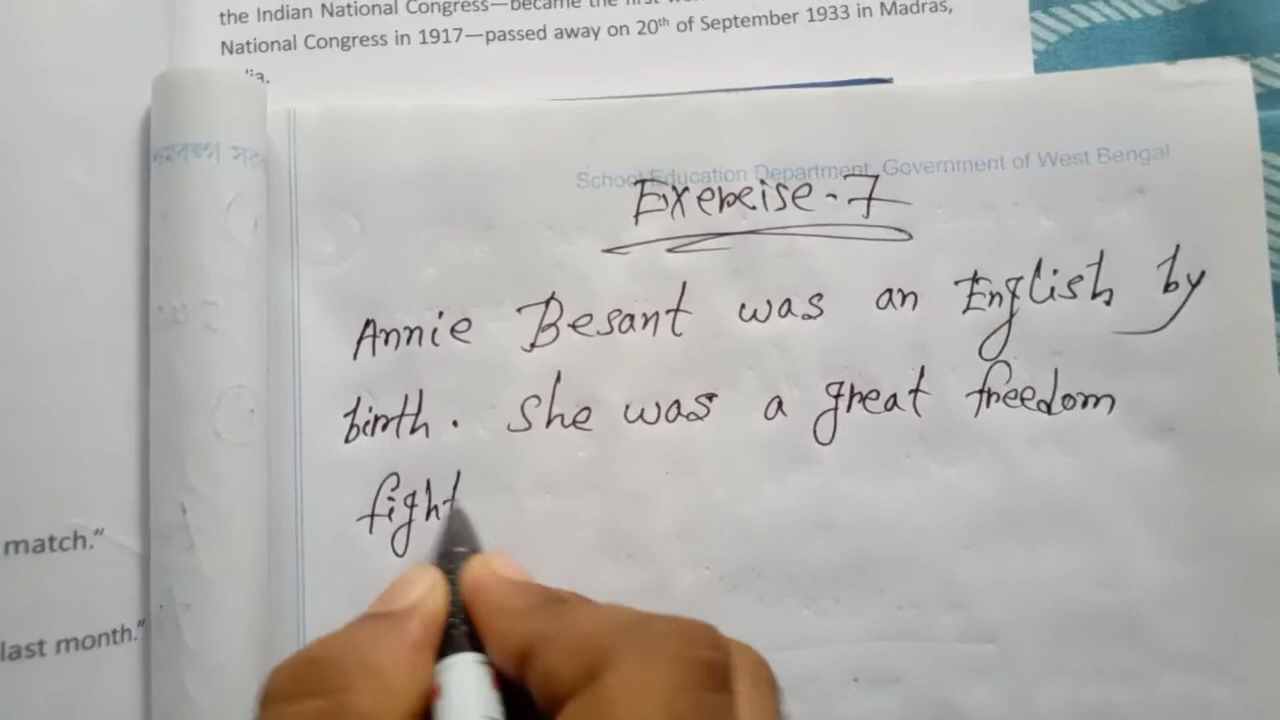 the Indian National Congress—became the first
National Congress in 1917—passed away on 20th of September 1933 in Madras,
School Education Department, Government of West Bengal
Exercise-7
Annie Besant was an English by
birth. She was a great freedom
fight
match."
last month."